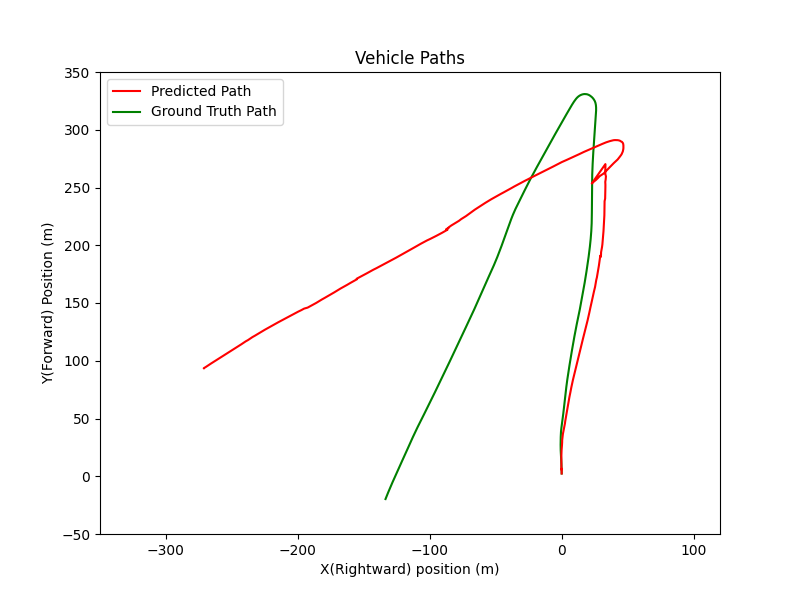 Vehicle Paths
Predicted Path
Ground Truth Path
350
300
250
200
150
100
50
0
−50
Y(Forward) Position (m)
−300
−200
−100
0
100
X(Rightward) position (m)